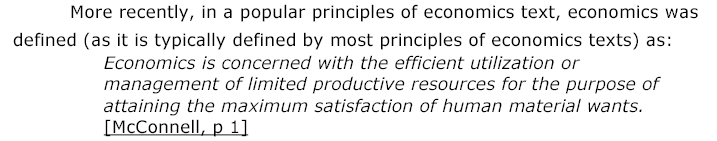 More recently, in a popular principles of economics text, economics was
defined (as it is typically defined by most principles of economics texts) as:
Economics is concerned with the efficient utilization or
management of limited productive resources for the purpose of
attaining the maximum satisfaction of human material wants.
[McConnell, p 1]